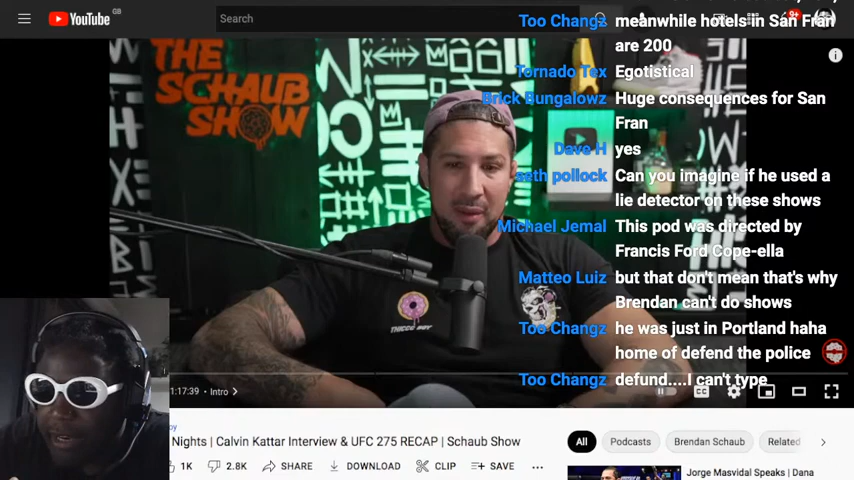 YouTube GB
Search
9+
Too Changz meanwhile hotels in San Fran
are 200
Tornado Tex Egotistical
Brick Bungalowz Huge consequences for San
Fran
Dave H yes
seth pollock Can you imagine if he used a
lie detector on these shows
Michael Jemal This pod was directed by
Francis Ford Cope-ella
Matteo Luiz but that don't mean that's why
Brendan can't do shows
Too Changz he was just in Portland haha
home of defend the police
Too Changz defund....I can't type
THE
SCHAUB
SHOW
THICCC BOY
1:17:39 • Intro
Nights | Calvin Kattar Interview & UFC 275 RECAP | Schaub Show
1K 2.8K SHARE DOWNLOAD CLIP SAVE
All Podcasts Brendan Schaub Related
Jorge Masvidal Speaks | Dana